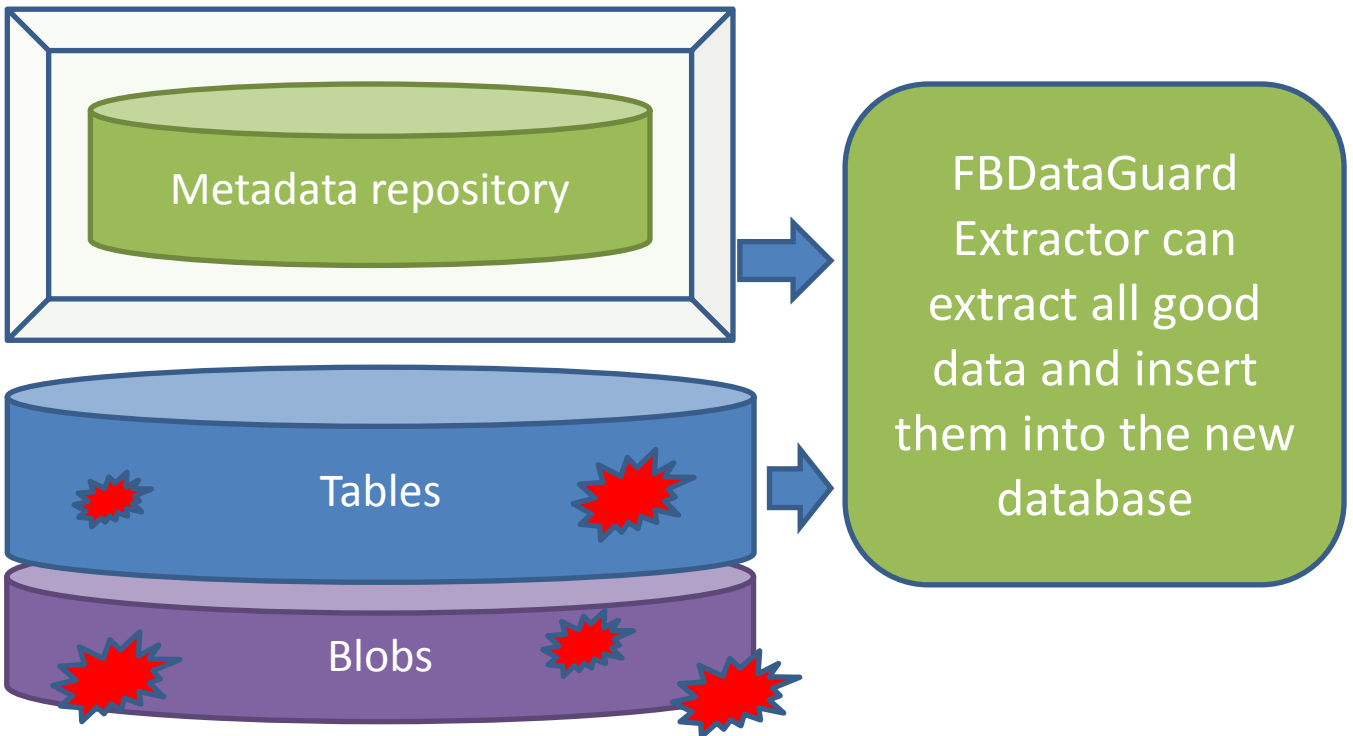 Metadata repository
FBDataGuard
Extractor can
extract all good
data and insert
them into the new
database
Tables
Blobs